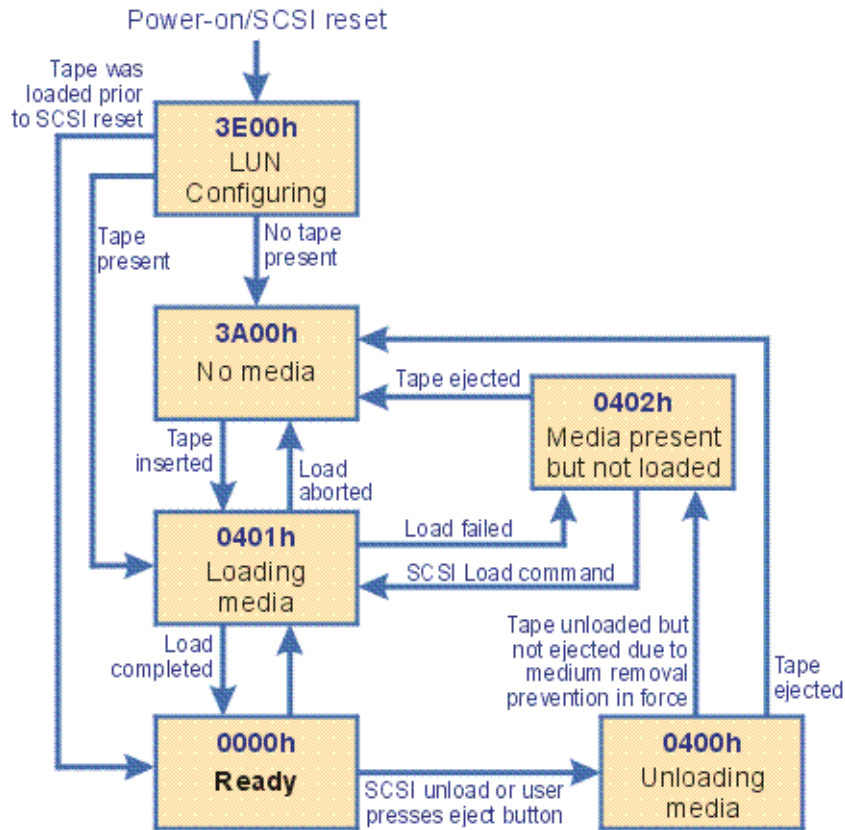 Power-on/SCSI reset
Tape was
loaded prior
to SCSI reset
3E00h
LUN
Configuring
Tape
present
No tape
present
3A00h
No media
Tape ejected
0402h
Media present
but not loaded
Tape
inserted
Load
aborted
0401h
Loading
media
Load failed
SCSI Load command
Load
completed
Tape unloaded but
not ejected due to
medium removal
prevention in force
Tape
ejected
0000h
Ready
SCSI unload or user
presses eject button
0400h
Unloading
media